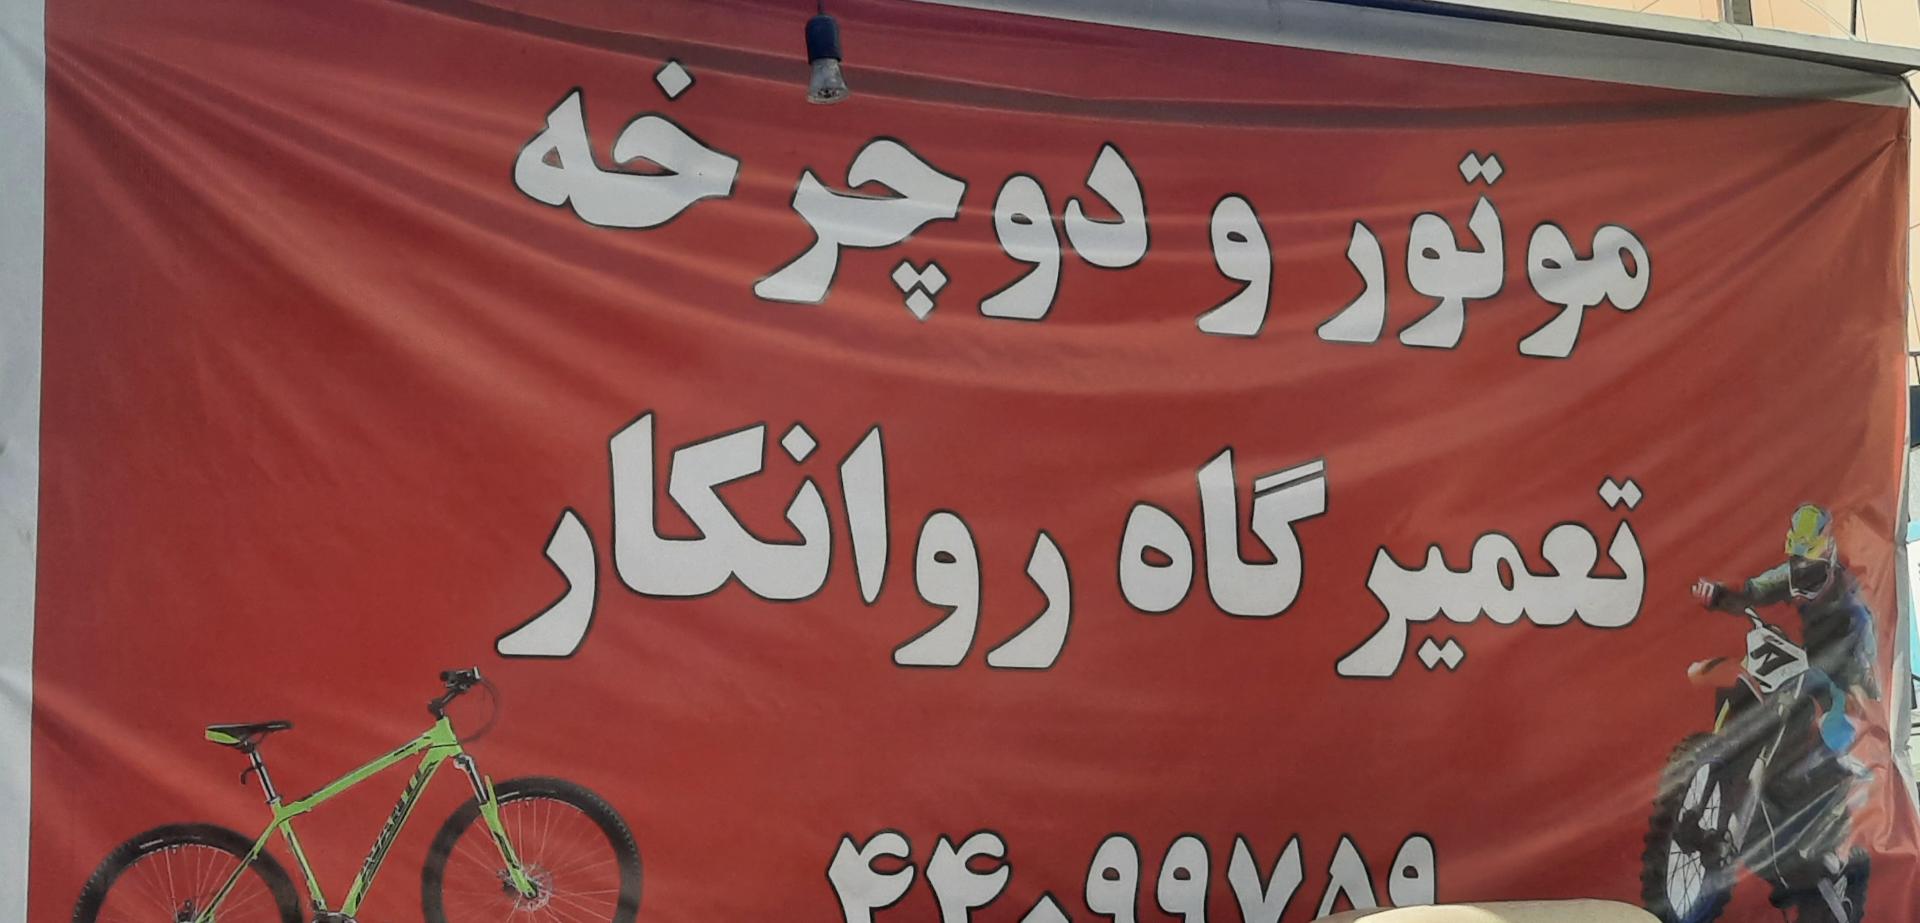 موتور و دوچرخه
تعمیرگاه روانکار
۴۴۰۹۹۷۸۹